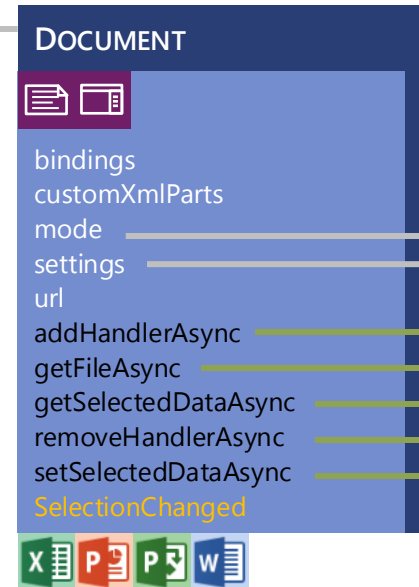 DOCUMENT
bindings
customXmlParts
mode
settings
url
addHandlerAsync
getFileAsync
getSelectedDataAsync
removeHandlerAsync
setSelectedDataAsync
SelectionChanged
X P P W